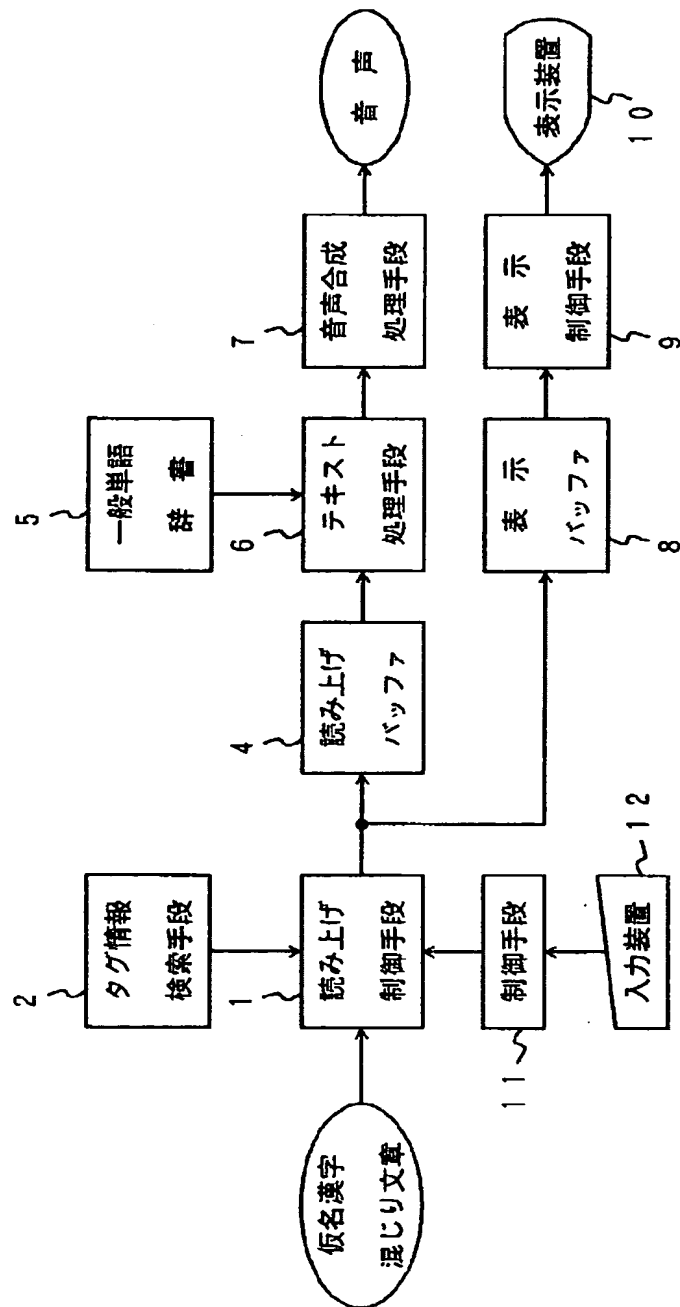 仮名漢字
混じり文章
2
タグ情報
検索手段
1
読み上げ
制御手段
11
制御手段
12
入力装置
4
読み上げ
バッファ
5
一般単語
辞書
6
テキスト
処理手段
7
音声合成
処理手段
音声
8
表示
バッファ
9
表示
制御手段
10
表示装置